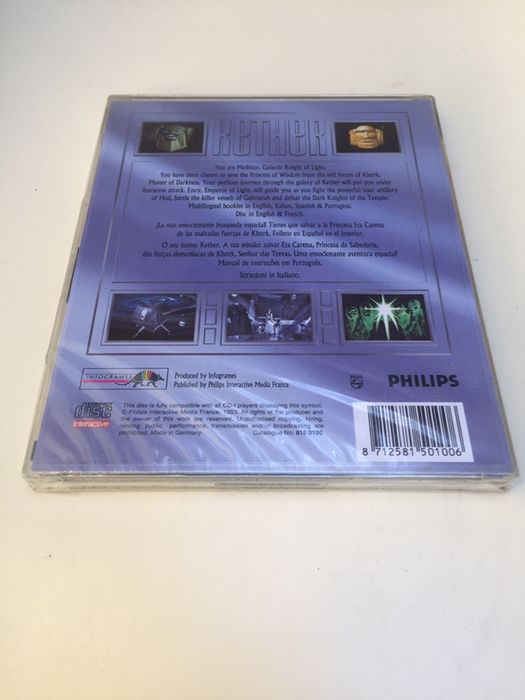 KETHER
You are Melkhor, Galactic Knight of Light.
You have been chosen to save the Princess of Wisdom from the evil forces of Khork,
Master of Darkness. Your perilous journey through the galaxy of Kether will put you under
fearsome attack. Enoy, Emperor of Light, will guide you as you fight the powerful laser artillery
of Hod, battle the killer vessels of Gebourah and defeat the Dark Knights of the Temple.
Multilingual booklet in English, Italian, Spanish & Portugese.
Disc in English & French.
¡La mas emocionante búsqueda espacial! Tienes que salvar a la Princesa Eta Carena
de las malvadas fuerzas de Khork. Folleto en Español en el interior.
O seu nome: Kether. A sua missão: salvar Eta Carena, Princesa da Sabedoria,
das forças demoníacas de Khork, Senhor das Trevas. Uma emocionante aventura espacial!
Manual de instruções em Português.
Istruzioni in Italiano.
INFOGRAMES
Produced by Infogrames
Published by Philips Interactive Media France
PHILIPS
COMPACT
disc
Interactive
This disc is fully compatible with all CD-I players displaying this symbol.
© Philips Interactive Media France, 1993. All rights of the producer and
the owner of this work are reserved. Unauthorised copying, hiring,
renting, public performance, transmission and/or broadcasting are
prohibited. Made in Germany. Catalogue No: 815 0100
8 712581 501006